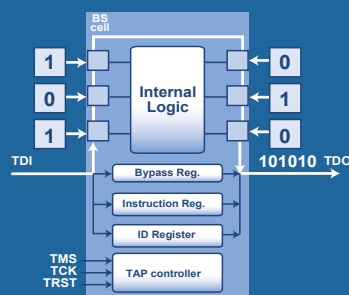 BS
cell
1
0
0
1
1
0
Internal
Logic
TDI
101010 TDO
Bypass Reg.
Instruction Reg.
ID Register
TMS
TCK
TRST
TAP controller